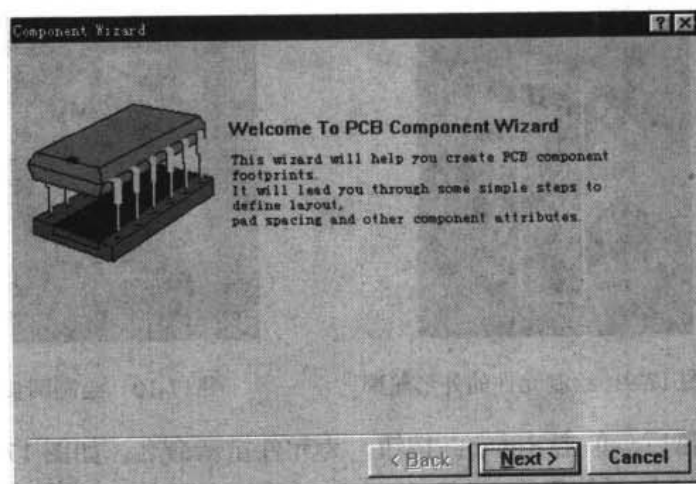 Component Wizard
Welcome To PCB Component Wizard
This wizard will help you create PCB component
footprints.
It will lead you through some simple steps to
define layout,
pad spacing and other component attributes.
< Back
Next >
Cancel